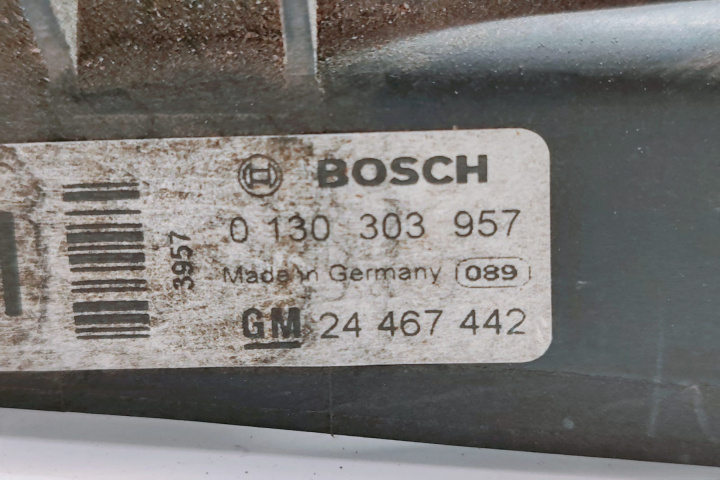 BOSCH
0 130 303 957
Made in Germany 089
GM 24 467 442
3957